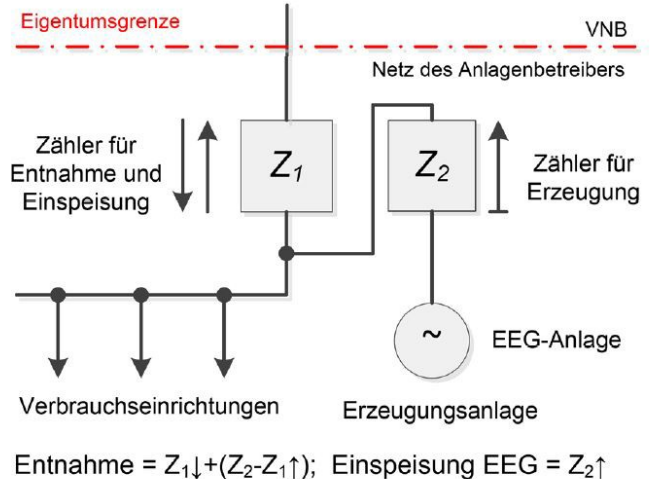 Eigentumsgrenze
VNB
Netz des Anlagenbetreibers
Zähler für
Entnahme und
Einspeisung
Z1
Z2
Zähler für
Erzeugung
~
EEG-Anlage
Verbrauchseinrichtungen
Erzeugungsanlage
Entnahme = Z1↓+(Z2-Z1↑); Einspeisung EEG = Z2↑